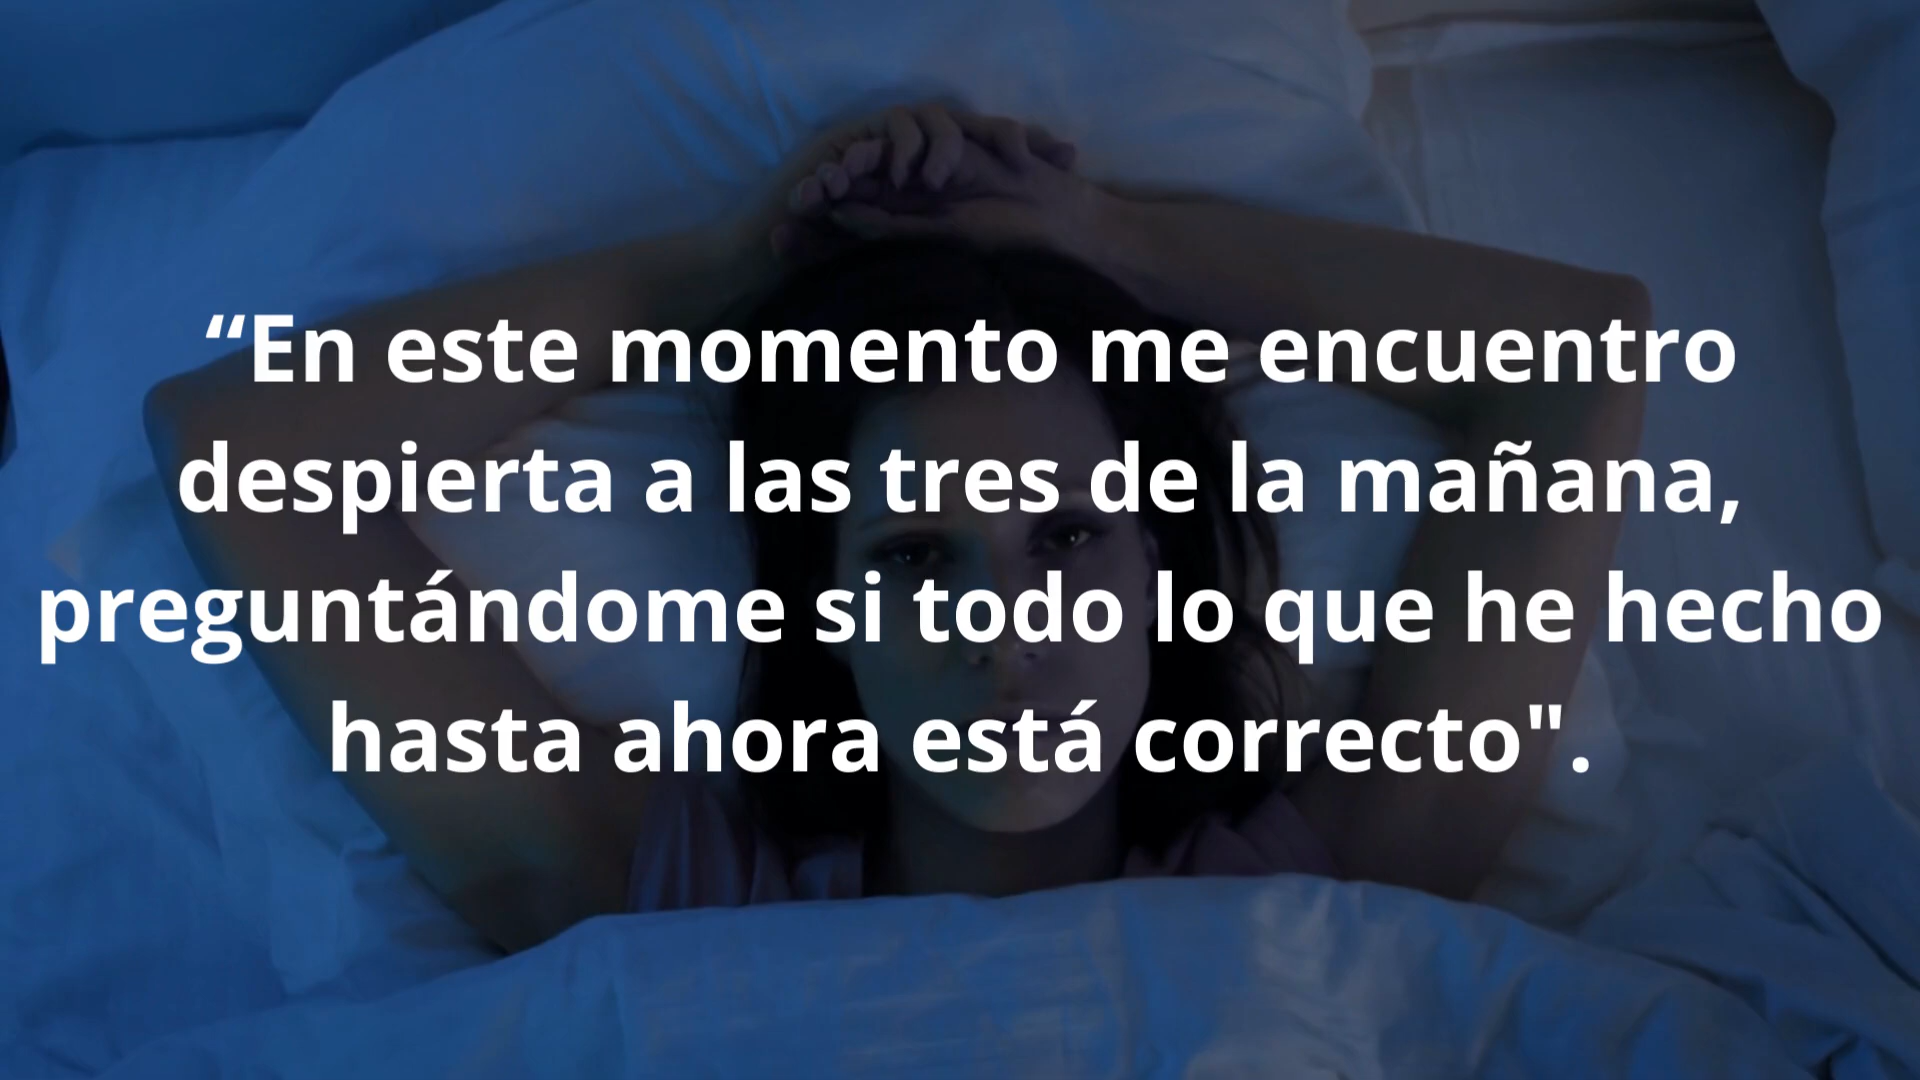 “En este momento me encuentro
despierta a las tres de la mañana,
preguntándome si todo lo que he hecho
hasta ahora está correcto".